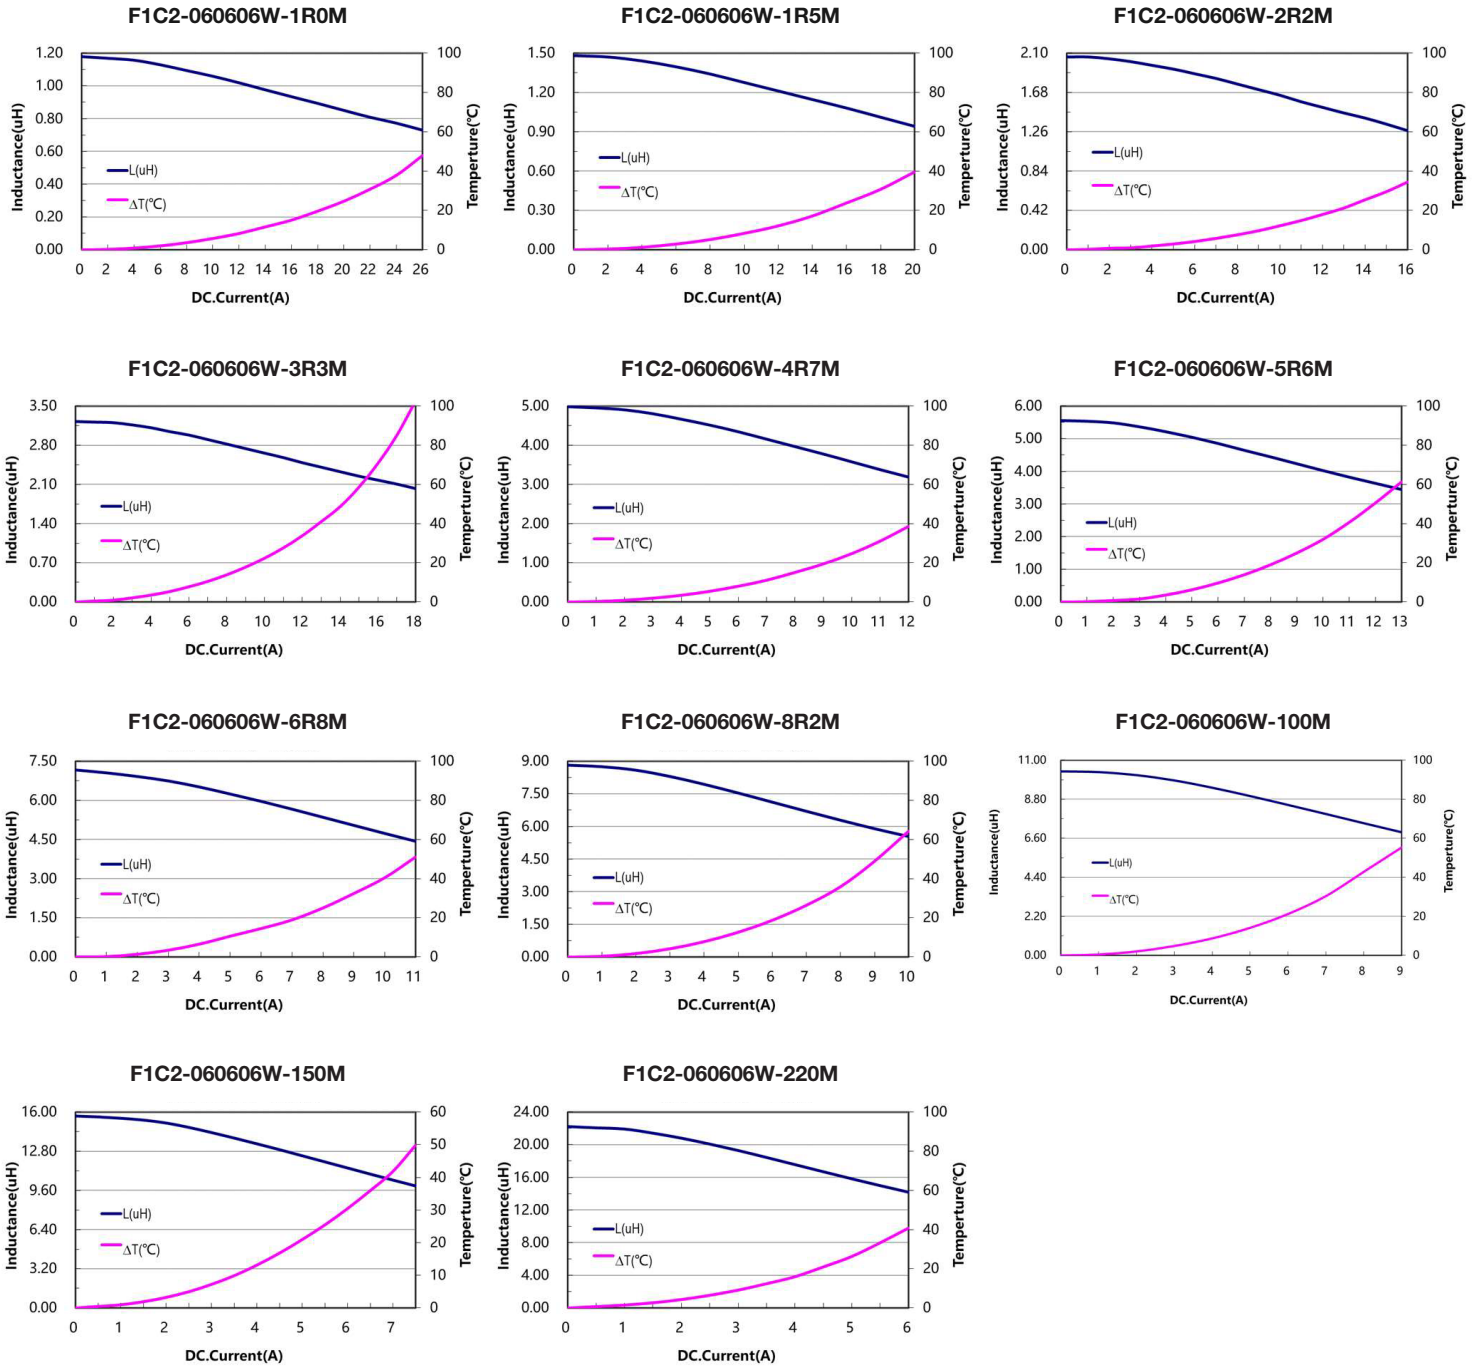 F1C2-060606W-1R0M
1.20
1.00
0.80
0.60
0.40
0.20
0.00
100
80
60
40
20
0
Inductance(uH)
Temperture(℃)
L(uH)
ΔT(℃)
0 2 4 6 8 10 12 14 16 18 20 22 24 26
DC.Current(A)
F1C2-060606W-1R5M
1.50
1.20
0.90
0.60
0.30
0.00
100
80
60
40
20
0
Inductance(uH)
Temperture(℃)
L(uH)
ΔT(℃)
0 2 4 6 8 10 12 14 16 18 20
DC.Current(A)
F1C2-060606W-2R2M
2.10
1.68
1.26
0.84
0.42
0.00
100
80
60
40
20
0
Inductance(uH)
Temperture(℃)
L(uH)
ΔT(℃)
0 2 4 6 8 10 12 14 16
DC.Current(A)
F1C2-060606W-3R3M
3.50
2.80
2.10
1.40
0.70
0.00
100
80
60
40
20
0
Inductance(uH)
Temperture(℃)
L(uH)
ΔT(℃)
0 2 4 6 8 10 12 14 16 18
DC.Current(A)
F1C2-060606W-4R7M
5.00
4.00
3.00
2.00
1.00
0.00
100
80
60
40
20
0
Inductance(uH)
Temperture(℃)
L(uH)
ΔT(℃)
0 1 2 3 4 5 6 7 8 9 10 11 12
DC.Current(A)
F1C2-060606W-5R6M
6.00
5.00
4.00
3.00
2.00
1.00
0.00
100
80
60
40
20
0
Inductance(uH)
Temperture(℃)
L(uH)
ΔT(℃)
0 1 2 3 4 5 6 7 8 9 10 11 12 13
DC.Current(A)
F1C2-060606W-6R8M
7.50
6.00
4.50
3.00
1.50
0.00
100
80
60
40
20
0
Inductance(uH)
Temperture(℃)
L(uH)
ΔT(℃)
0 1 2 3 4 5 6 7 8 9 10 11
DC.Current(A)
F1C2-060606W-8R2M
9.00
7.50
6.00
4.50
3.00
1.50
0.00
100
80
60
40
20
0
Inductance(uH)
Temperture(℃)
L(uH)
ΔT(℃)
0 1 2 3 4 5 6 7 8 9 10
DC.Current(A)
F1C2-060606W-100M
11.00
8.80
6.60
4.40
2.20
0.00
100
80
60
40
20
0
Inductance(uH)
Temperture(℃)
L(uH)
ΔT(℃)
0 1 2 3 4 5 6 7 8 9
DC.Current(A)
F1C2-060606W-150M
16.00
12.80
9.60
6.40
3.20
0.00
60
50
40
30
20
10
0
Inductance(uH)
Temperture(℃)
L(uH)
ΔT(℃)
0 1 2 3 4 5 6 7
DC.Current(A)
F1C2-060606W-220M
24.00
20.00
16.00
12.00
8.00
4.00
0.00
100
80
60
40
20
0
Inductance(uH)
Temperture(℃)
L(uH)
ΔT(℃)
0 1 2 3 4 5 6
DC.Current(A)